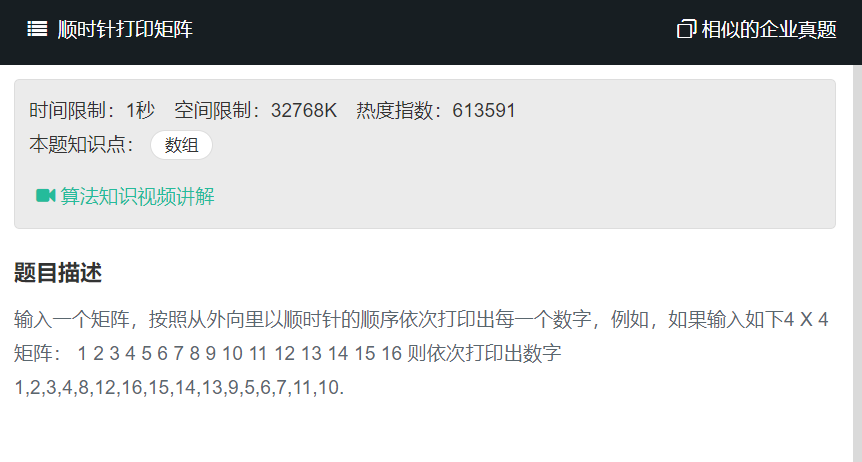 顺时针打印矩阵 相似的企业真题
时间限制：1秒 空间限制：32768K 热度指数：613591
本题知识点： 数组
算法知识视频讲解
题目描述
输入一个矩阵，按照从外向里以顺时针的顺序依次打印出每一个数字，例如，如果输入如下4 X 4
矩阵： 1 2 3 4 5 6 7 8 9 10 11 12 13 14 15 16 则依次打印出数字
1,2,3,4,8,12,16,15,14,13,9,5,6,7,11,10.